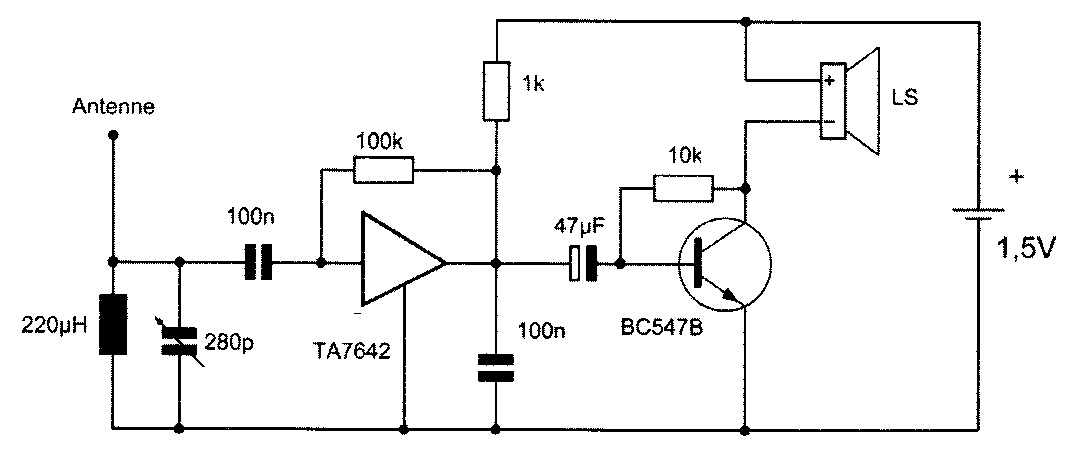 Antenne
1k
LS
100k
10k
100n
47µF
+
1,5V
220µH
280p
TA7642
100n
BC547B
+
-